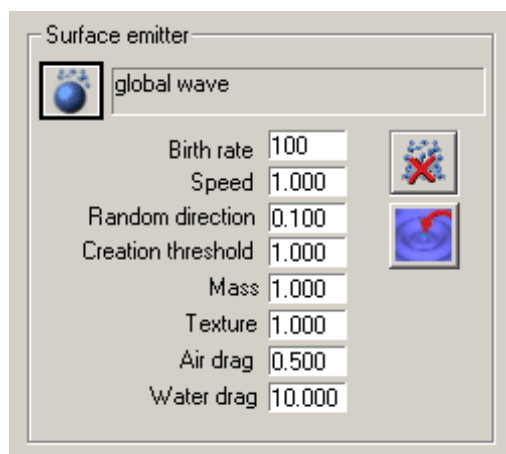 Surface emitter
global wave
Birth rate 100
Speed 1.000
Random direction 0.100
Creation threshold 1.000
Mass 1.000
Texture 1.000
Air drag 0.500
Water drag 10.000